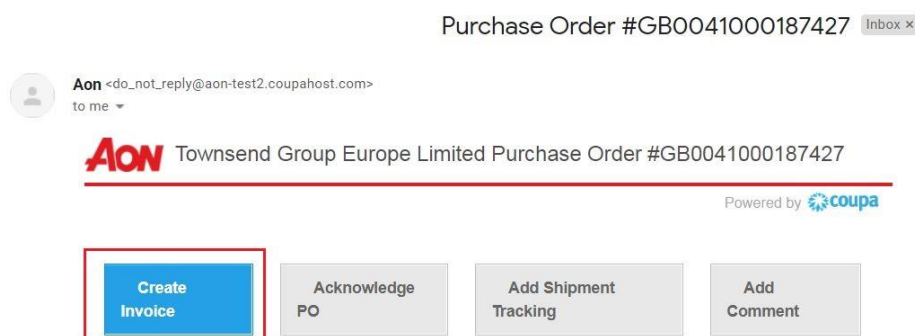 Purchase Order #GB0041000187427 Inbox ×
Aon <do_not_reply@aon-test2.coupahost.com>
to me
AON Townsend Group Europe Limited Purchase Order #GB0041000187427
Powered by coupa
Create Acknowledge Add Shipment Add
Invoice PO Tracking Comment